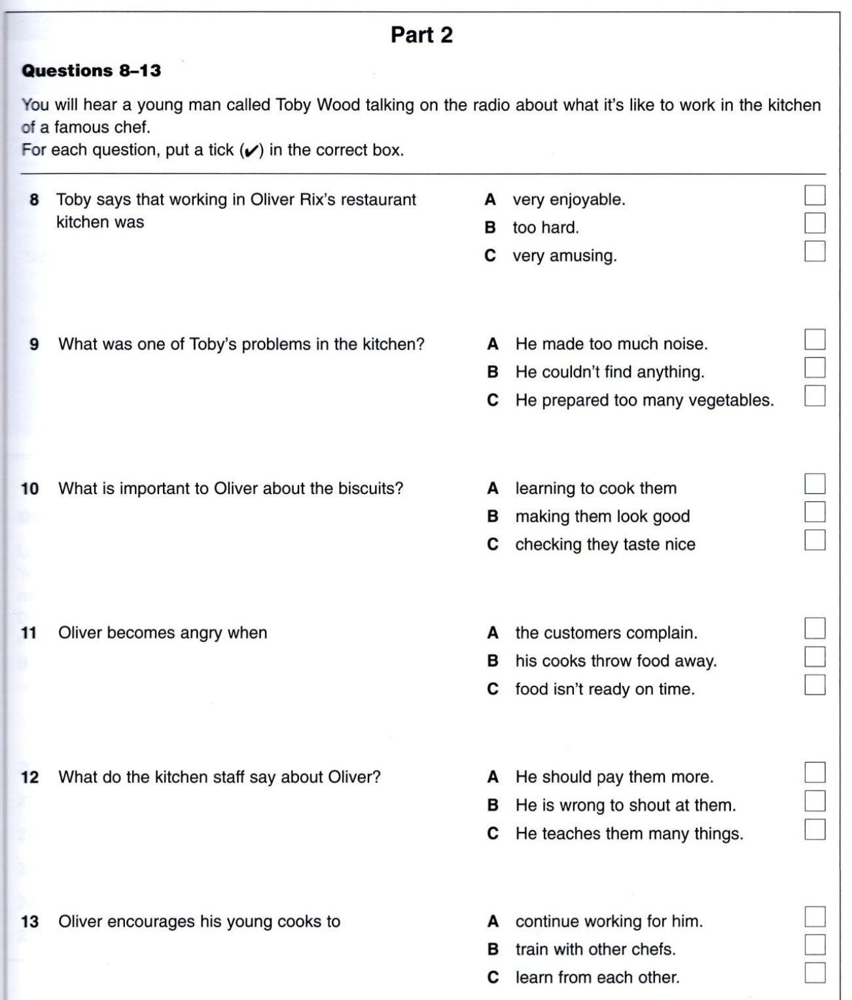 Part 2
Questions 8–13
You will hear a young man called Toby Wood talking on the radio about what it's like to work in the kitchen
of a famous chef.
For each question, put a tick (✔) in the correct box.
8 Toby says that working in Oliver Rix's restaurant
kitchen was
A very enjoyable.
B too hard.
C very amusing.
9 What was one of Toby's problems in the kitchen?
A He made too much noise.
B He couldn't find anything.
C He prepared too many vegetables.
10 What is important to Oliver about the biscuits?
A learning to cook them
B making them look good
C checking they taste nice
11 Oliver becomes angry when
A the customers complain.
B his cooks throw food away.
C food isn't ready on time.
12 What do the kitchen staff say about Oliver?
A He should pay them more.
B He is wrong to shout at them.
C He teaches them many things.
13 Oliver encourages his young cooks to
A continue working for him.
B train with other chefs.
C learn from each other.